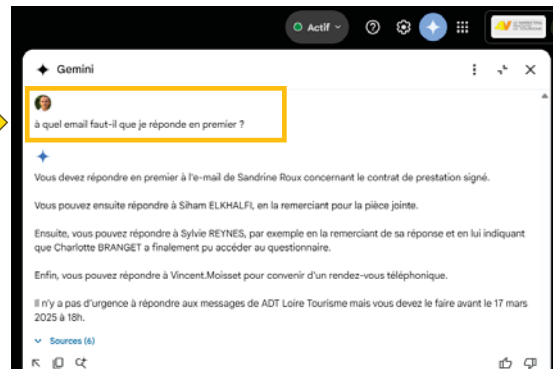 Actif
Gemini
à quel email faut-il que je réponde en premier ?
Vous devez répondre en premier à l'e-mail de Sandrine Roux concernant le contrat de prestation signé.
Vous pouvez ensuite répondre à Siham ELKHALFI, en la remerciant pour la pièce jointe.
Ensuite, vous pouvez répondre à Sylvie REYNES, par exemple en la remerciant de sa réponse et en lui indiquant
que Charlotte BRANGET a finalement pu accéder au questionnaire.
Enfin, vous pouvez répondre à Vincent.Moisset pour convenir d'un rendez-vous téléphonique.
Il n'y a pas d'urgence à répondre aux messages de ADT Loire Tourisme mais vous devez le faire avant le 17 mars
2025 à 18h.
Sources (6)